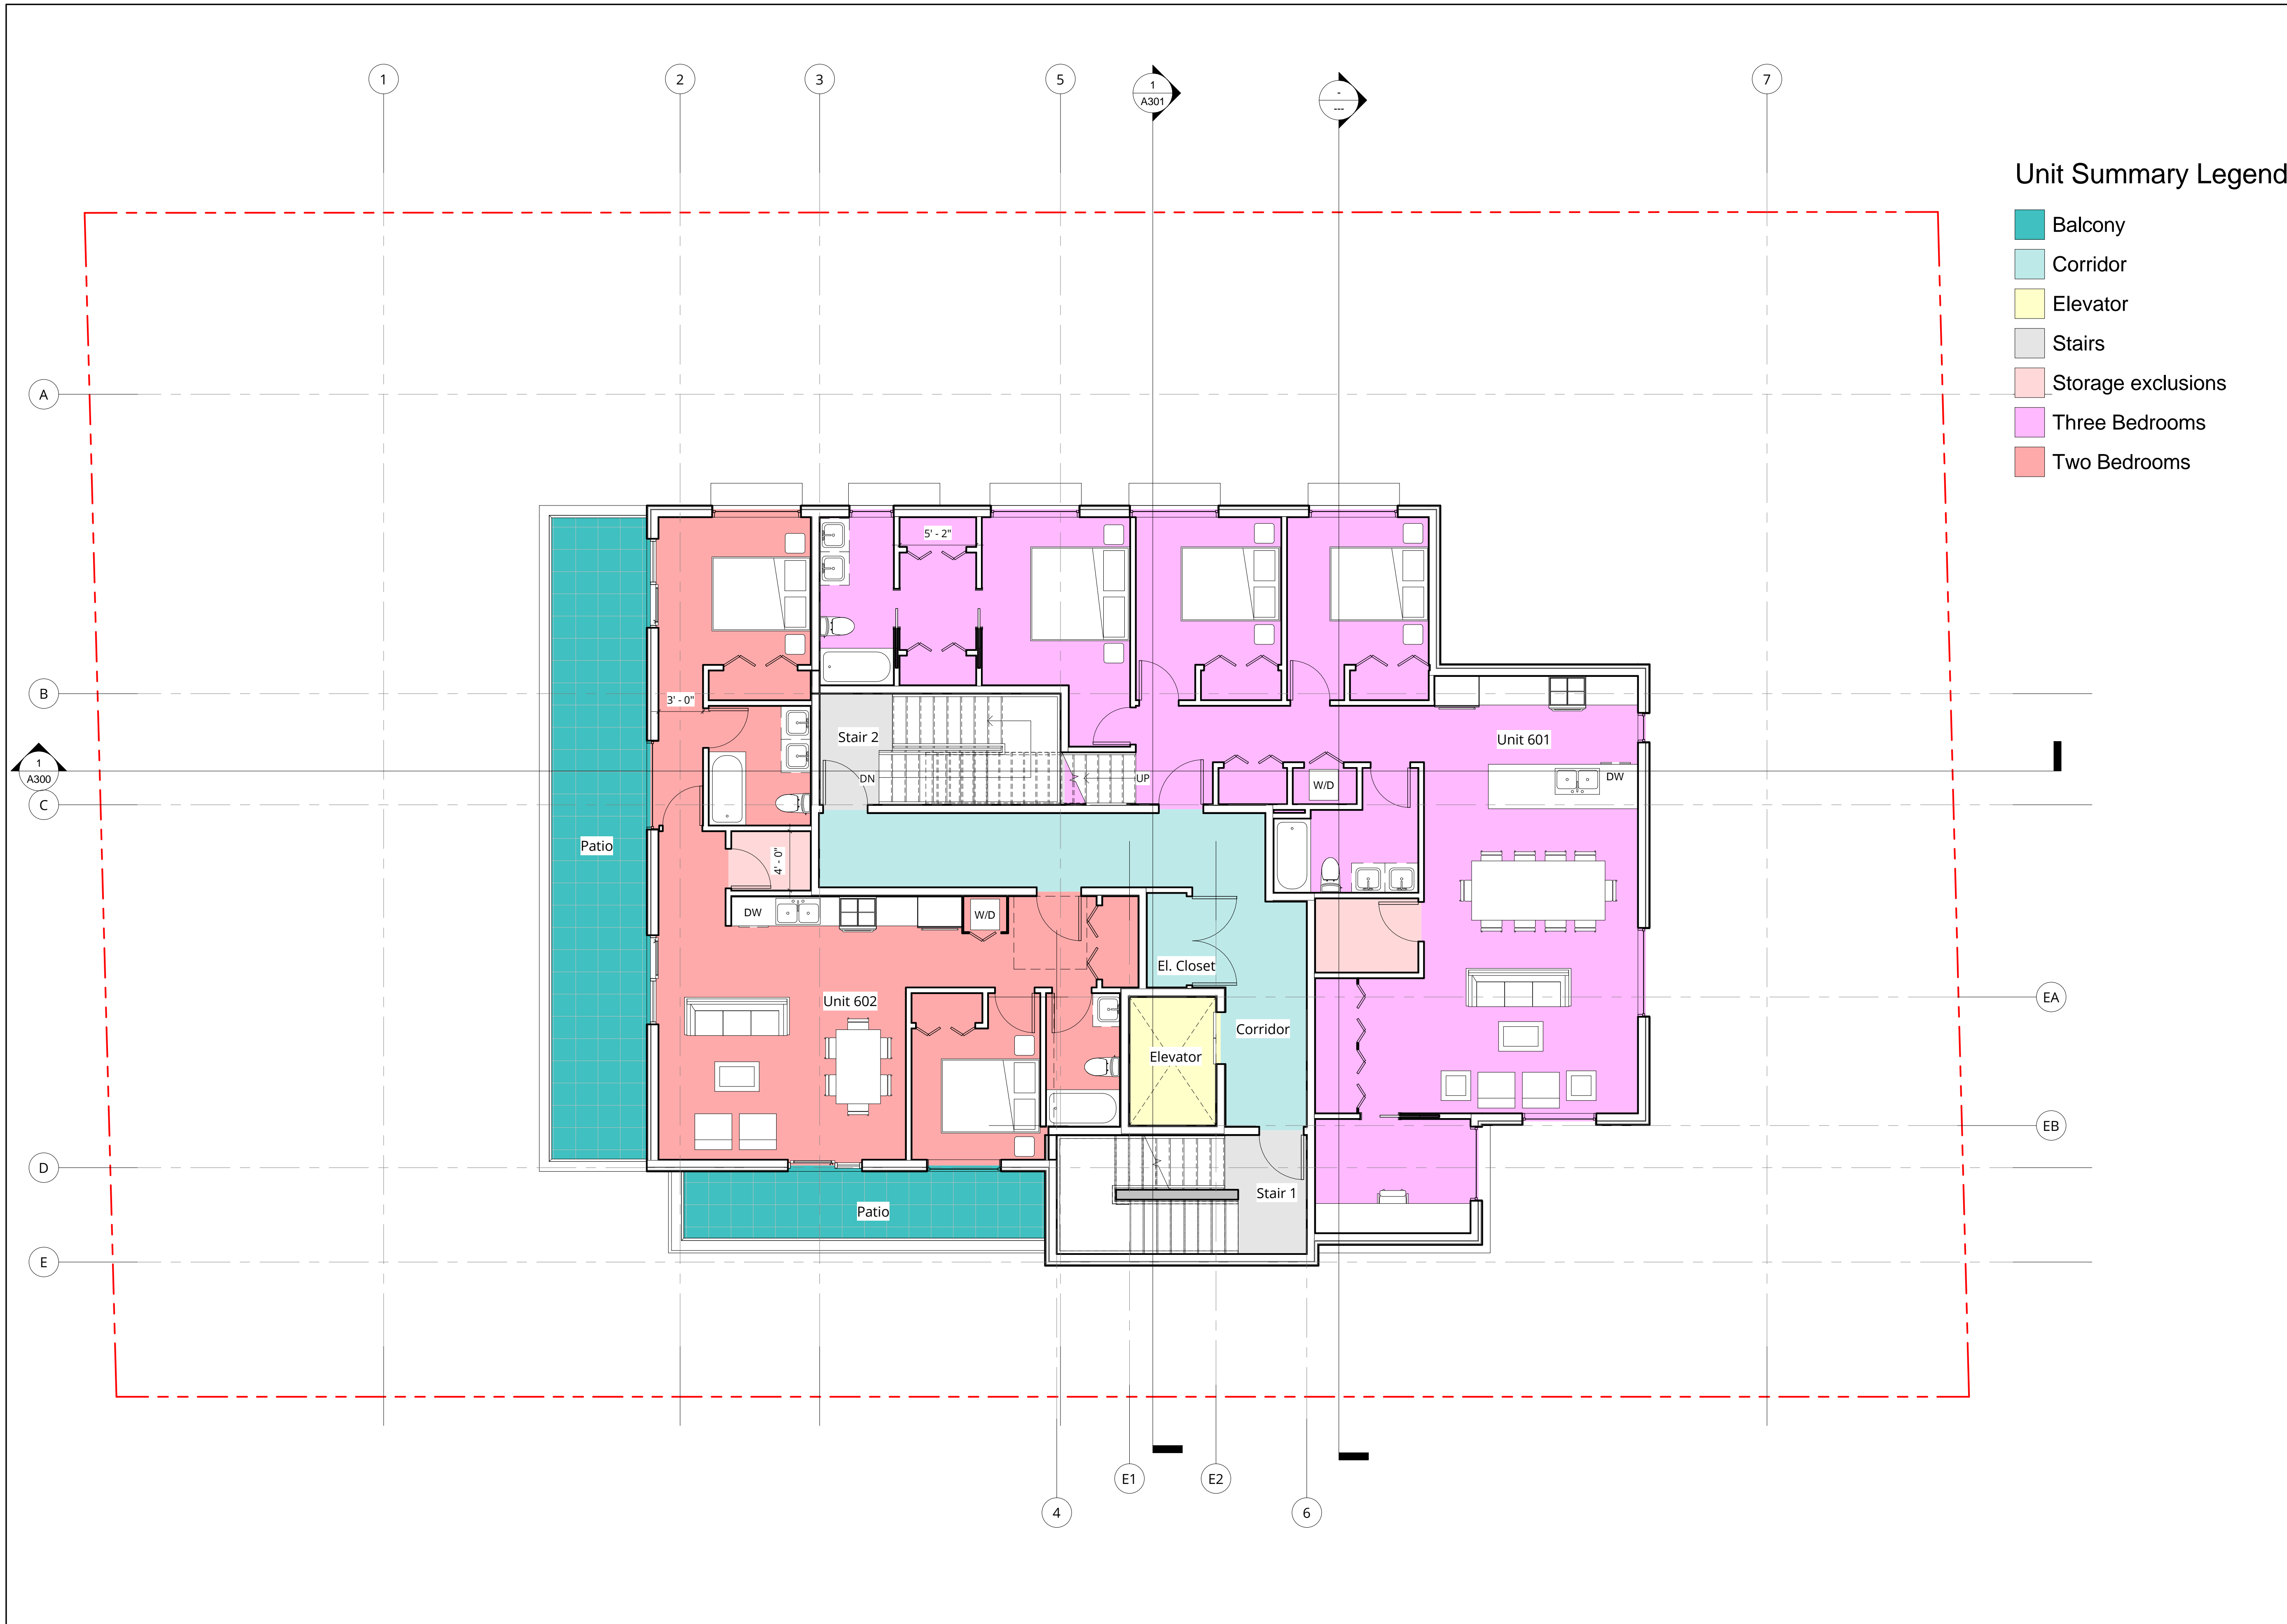 1
2
3
5
1
A301
-
---
7
Unit Summary Legend
Balcony
Corridor
Elevator
Stairs
Storage exclusions
Three Bedrooms
Two Bedrooms
A
5' - 2"
B
3' - 0"
Stair 2
Unit 601
1
A300
DN
UP
W/D
DW
C
Patio
4' - 0"
DW
W/D
El. Closet
Unit 602
EA
Corridor
Elevator
EB
D
Stair 1
Patio
E
E1
E2
4
6